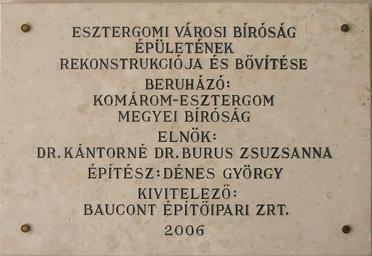 ESZTERGOMI VÁROSI BÍRÓSÁG
ÉPÜLETÉNEK
REKONSTRUKCIÓJA ÉS BŐVÍTÉSE
BERUHÁZÓ:
KOMÁROM-ESZTERGOM
MEGYEI BÍRÓSÁG
ELNÖK:
DR. KÁNTORNÉ DR. BURUS ZSUZSANNA
ÉPÍTÉSZ: DÉNES GYÖRGY
KIVITELEZŐ:
BAUCONT ÉPÍTŐIPARI ZRT.
2006